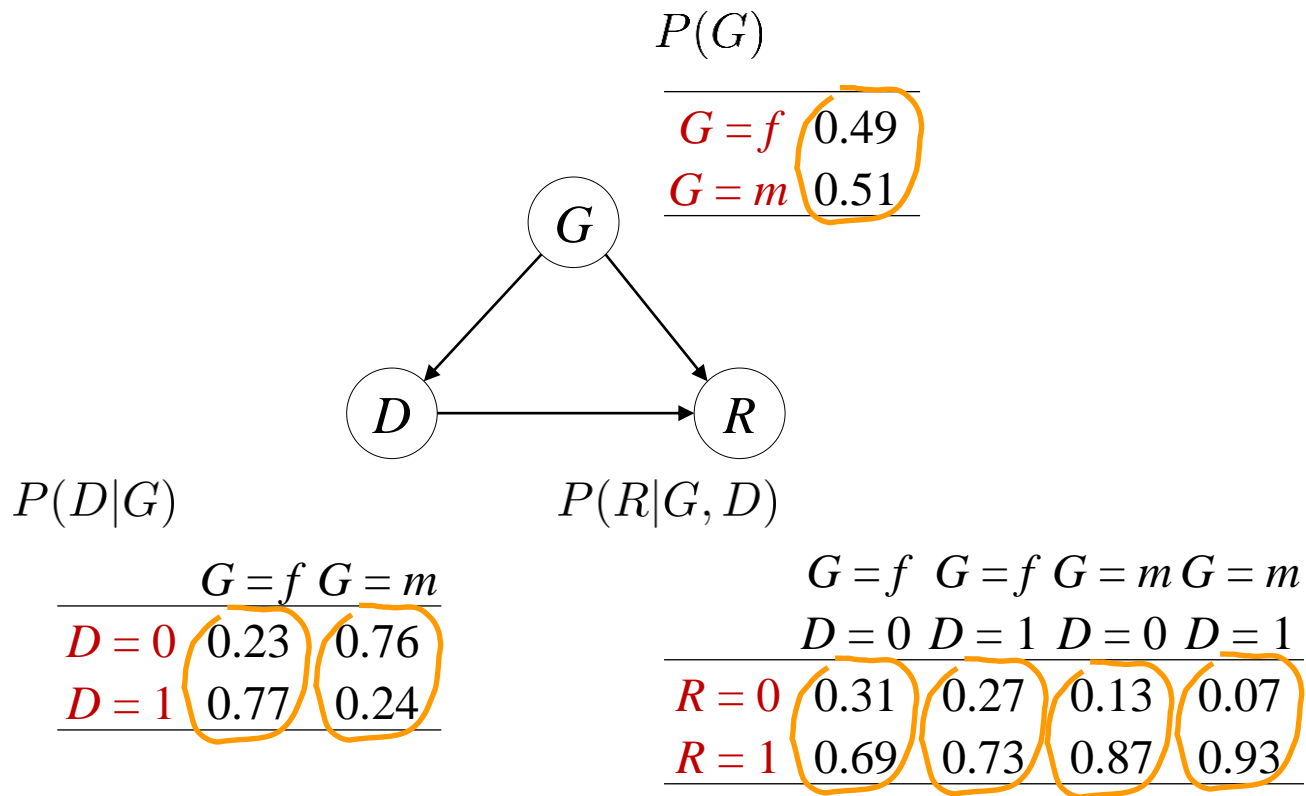 P(G)
G = f 0.49
G = m 0.51
G
D
R
P(D|G)
G = f G = m
D = 0 0.23 0.76
D = 1 0.77 0.24
P(R|G, D)
G = f G = f G = m G = m
D = 0 D = 1 D = 0 D = 1
R = 0 0.31 0.27 0.13 0.07
R = 1 0.69 0.73 0.87 0.93